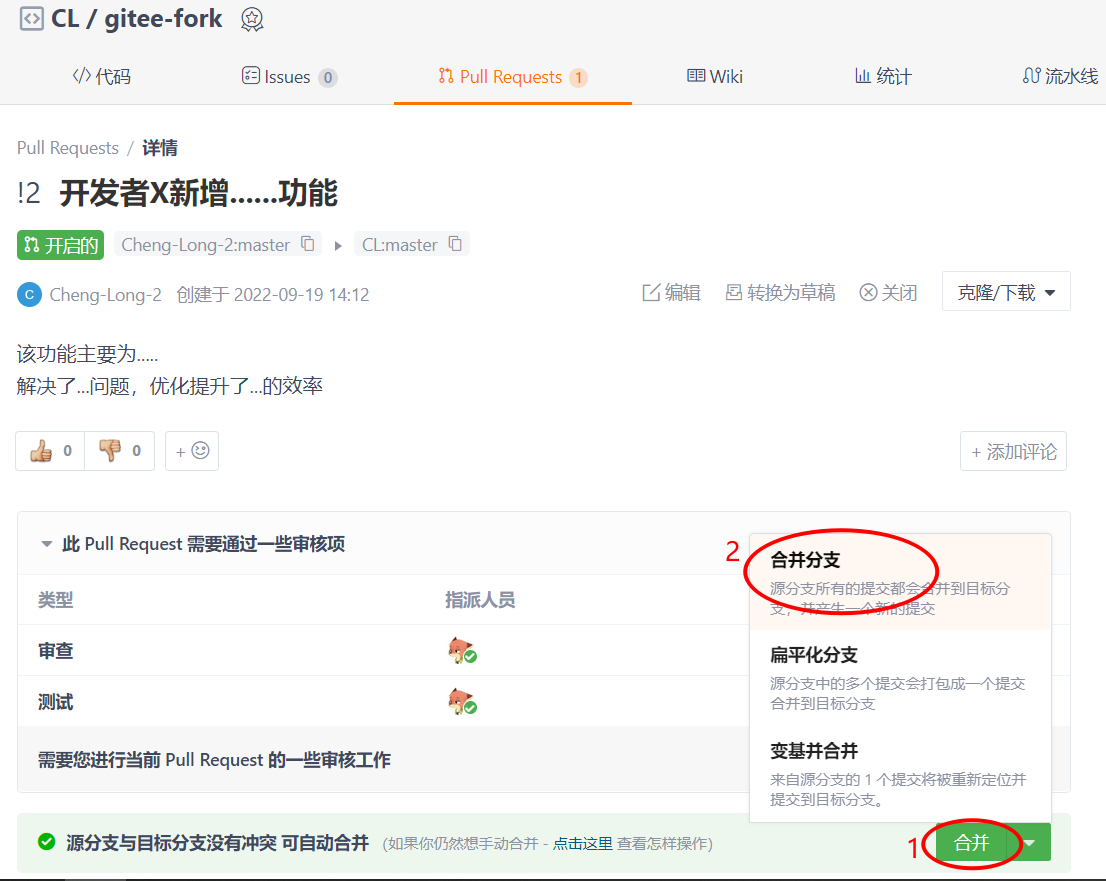 CL / gitee-fork
代码 Issues 0 Pull Requests 1 Wiki 统计 流水线
Pull Requests / 详情
!2 开发者X新增......功能
开启的 Cheng-Long-2:master CL:master
C Cheng-Long-2 创建于 2022-09-19 14:12 编辑 转换为草稿 关闭 克隆/下载
该功能主要为.....
解决了...问题，优化提升了...的效率
0 0 + + 添加评论
此 Pull Request 需要通过一些审核项
类型 指派人员
审查
测试
需要您进行当前 Pull Request 的一些审核工作
2
合并分支
源分支所有的提交都会合并到目标分
支，并产生一个新的提交
扁平化分支
源分支中的多个提交会打包成一个提交
合并到目标分支
变基并合并
来自源分支的 1 个提交将被重新定位并
提交到目标分支。
源分支与目标分支没有冲突 可自动合并 (如果你仍然想手动合并 - 点击这里 查看怎样操作) 1 合并